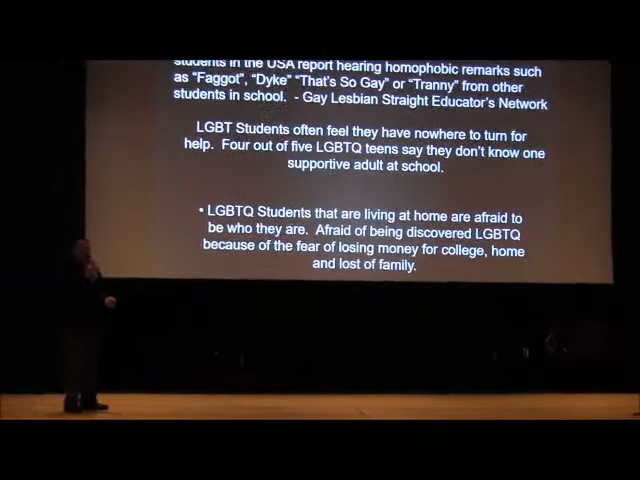 students in the USA report hearing homophobic remarks such
as "Faggot", "Dyke" "That's So Gay" or "Tranny" from other
students in school. - Gay Lesbian Straight Educator's Network
LGBT Students often feel they have nowhere to turn for
help. Four out of five LGBTQ teens say they don't know one
supportive adult at school.
• LGBTQ Students that are living at home are afraid to
be who they are. Afraid of being discovered LGBTQ
because of the fear of losing money for college, home
and lost of family.